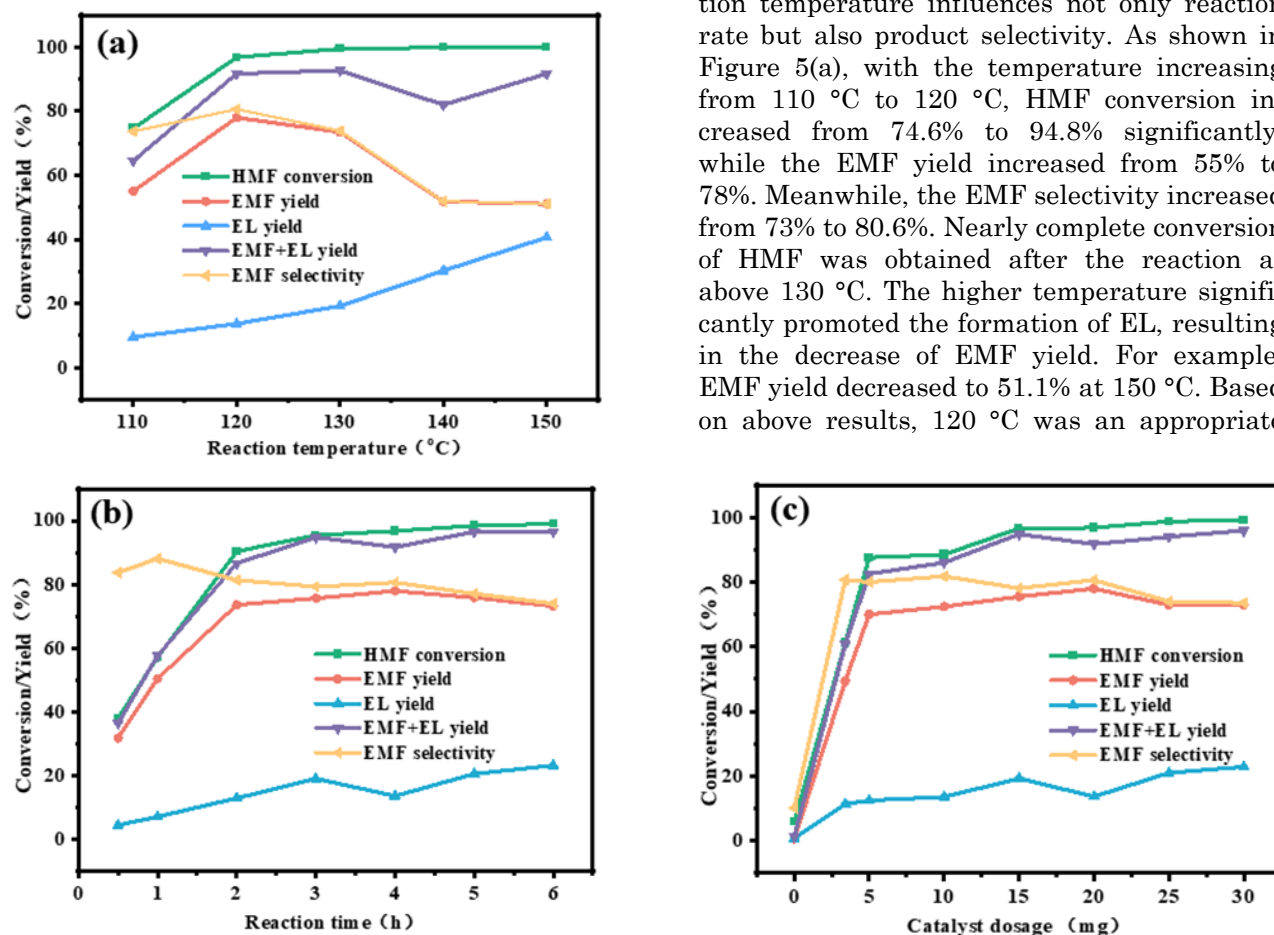 (a)
100
80
60
40
20
0
Conversion/Yield (%)
HMF conversion
EMF yield
EL yield
EMF+EL yield
EMF selectivity
110 120 130 140 150
Reaction temperature (°C)
tion temperature influences not only reaction
rate but also product selectivity. As shown in
Figure 5(a), with the temperature increasing
from 110 °C to 120 °C, HMF conversion in
creased from 74.6% to 94.8% significantly
while the EMF yield increased from 55% to
78%. Meanwhile, the EMF selectivity increased
from 73% to 80.6%. Nearly complete conversion
of HMF was obtained after the reaction a
above 130 °C. The higher temperature signifi
cantly promoted the formation of EL, resulting
in the decrease of EMF yield. For example
EMF yield decreased to 51.1% at 150 °C. Based
on above results, 120 °C was an appropriate
(b)
100
80
60
40
20
0
Conversion/Yield (%)
HMF conversion
EMF yield
EL yield
EMF+EL yield
EMF selectivity
0 1 2 3 4 5 6
Reaction time (h)
(c)
100
80
60
40
20
0
Conversion/Yield (%)
HMF conversion
EMF yield
EL yield
EMF+EL yield
EMF selectivity
0 5 10 15 20 25 30
Catalyst dosage (mg)